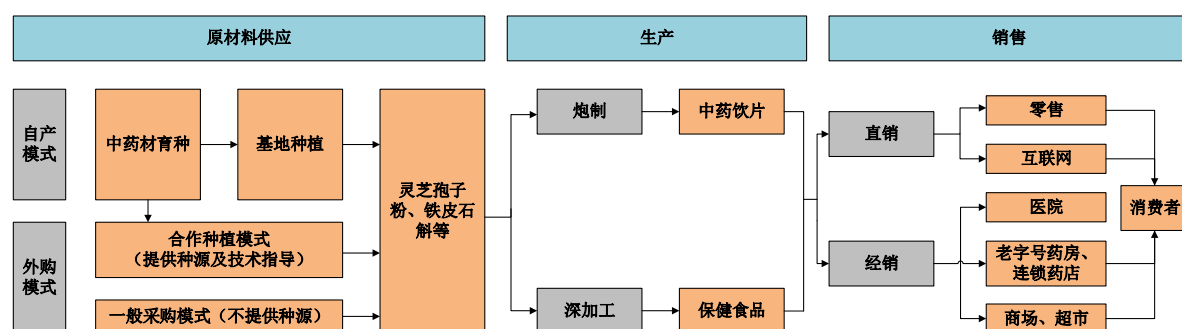 原材料供应
生产
销售
自产
模式
中药材育种
基地种植
灵芝孢子
粉、铁皮石
斛等
炮制
中药饮片
直销
零售
互联网
外购
模式
合作种植模式
（提供种源及技术指导）
一般采购模式（不提供种源）
深加工
保健食品
经销
医院
老字号药房、
连锁药店
商场、超市
消费者